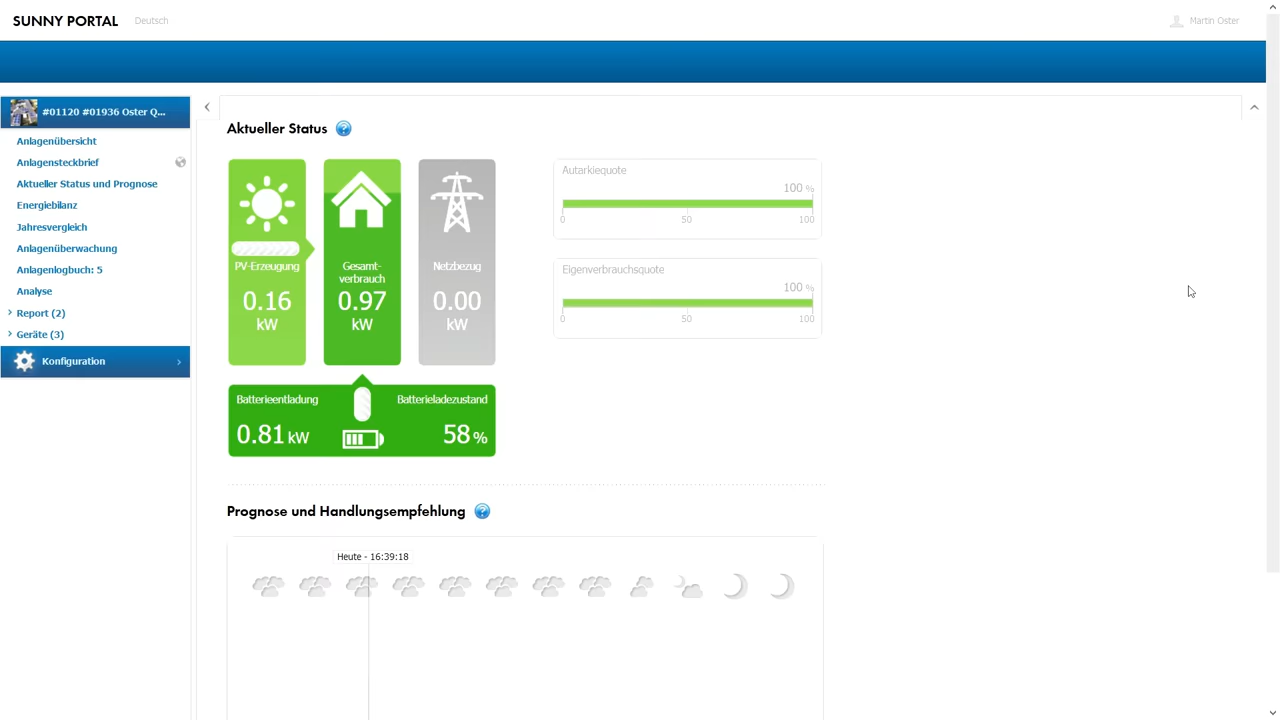 SUNNY PORTAL Deutsch Martin Oster
#01120 #01936 Oster Q...
Anlagenübersicht
Anlagensteckbrief
Aktueller Status und Prognose
Energiebilanz
Jahresvergleich
Anlagenüberwachung
Anlagenlogbuch: 5
Analyse
Report (2)
Geräte (3)
Konfiguration
Aktueller Status ?
PV-Erzeugung
0.16
kW
Gesamt-
verbrauch
0.97
kW
Netzbezug
0.00
kW
Batterieentladung
0.81 kW
Batterieladezustand
58 %
Autarkiequote
100 %
0 50 100
Eigenverbrauchsquote
100 %
0 50 100
Prognose und Handlungsempfehlung ?
Heute - 16:39:18